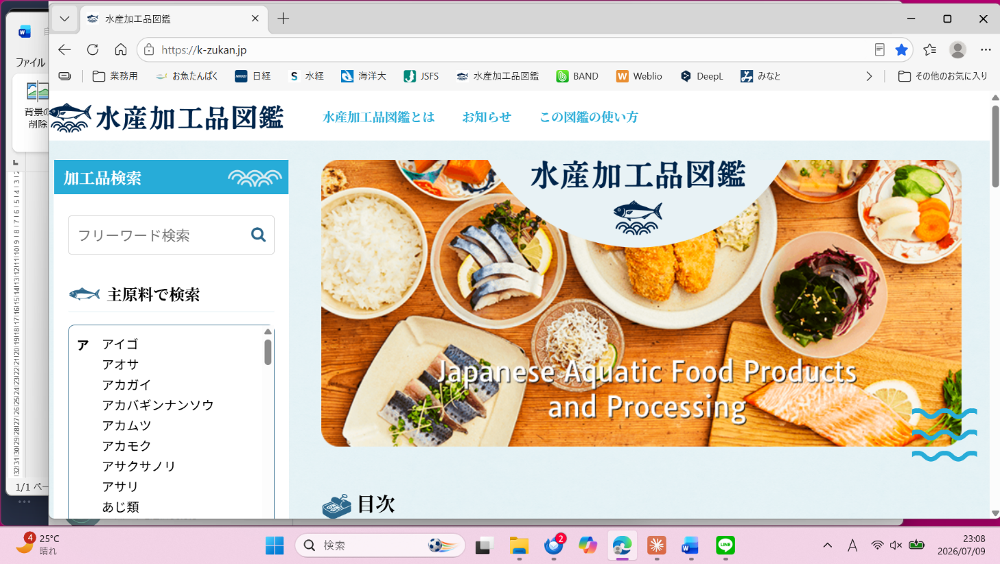 水産加工品図鑑
https://k-zukan.jp
業務用 お魚たんぱく 日経 水経 海洋大 JSFS 水産加工品図鑑 BAND Weblio DeepL みなと その他のお気に入り
ファイル
背景の
削除
水産加工品図鑑 水産加工品図鑑とは お知らせ この図鑑の使い方
加工品検索
フリーワード検索
主原料で検索
ア アイゴ
アオサ
アカガイ
アカバギンナンソウ
アカムツ
アカモク
アサクサノリ
アサリ
あじ類
水産加工品図鑑
Japanese Aquatic Food Products
and Processing
目次
1/1 ペー
4 25°C
晴れ
検索
2
LINE
A
23:08
2026/07/09